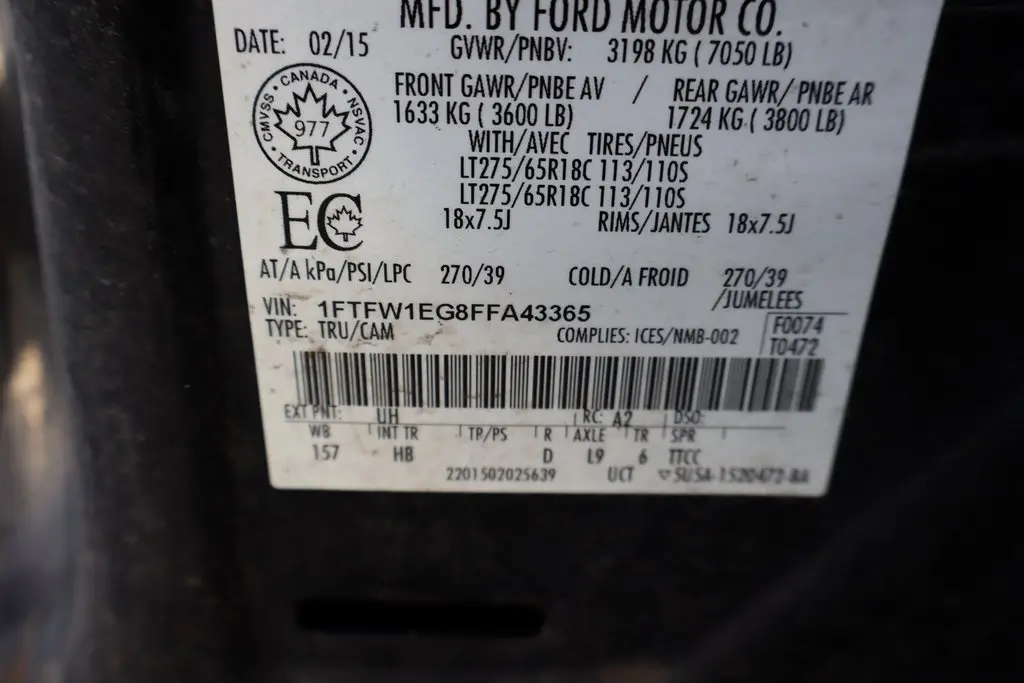 MFD. BY FORD MOTOR CO.
DATE: 02/15 GVWR/PNBV: 3198 KG ( 7050 LB)
FRONT GAWR/PNBE AV / REAR GAWR/ PNBE AR
1633 KG ( 3600 LB) 1724 KG ( 3800 LB)
WITH/AVEC TIRES/PNEUS
LT275/65R18C 113/110S
LT275/65R18C 113/110S
18x7.5J RIMS/JANTES 18x7.5J
CANADA
CMVSS 977 NSVAC
TRANSPORT
EC
AT/A kPa/PSI/LPC 270/39 COLD/A FROID 270/39
/JUMELEES
VIN: 1FTFW1EG8FFA43365
TYPE: TRU/CAM COMPLIES: ICES/NMB-002
F0074
T0472
EXT PNT: UH RC: A2 DSO:
WB INT TR TP/PS R AXLE TR SPR
157 HB D L9 6 TTCC
2201502025639 UCT